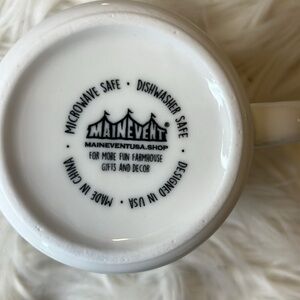 MICROWAVE SAFE • DISHWASHER SAFE •
DESIGNED IN USA • MADE IN CHINA •
MAINEVENT®
MAINEVENTUSA.SHOP
FOR MORE FUN FARMHOUSE
GIFTS AND DECOR